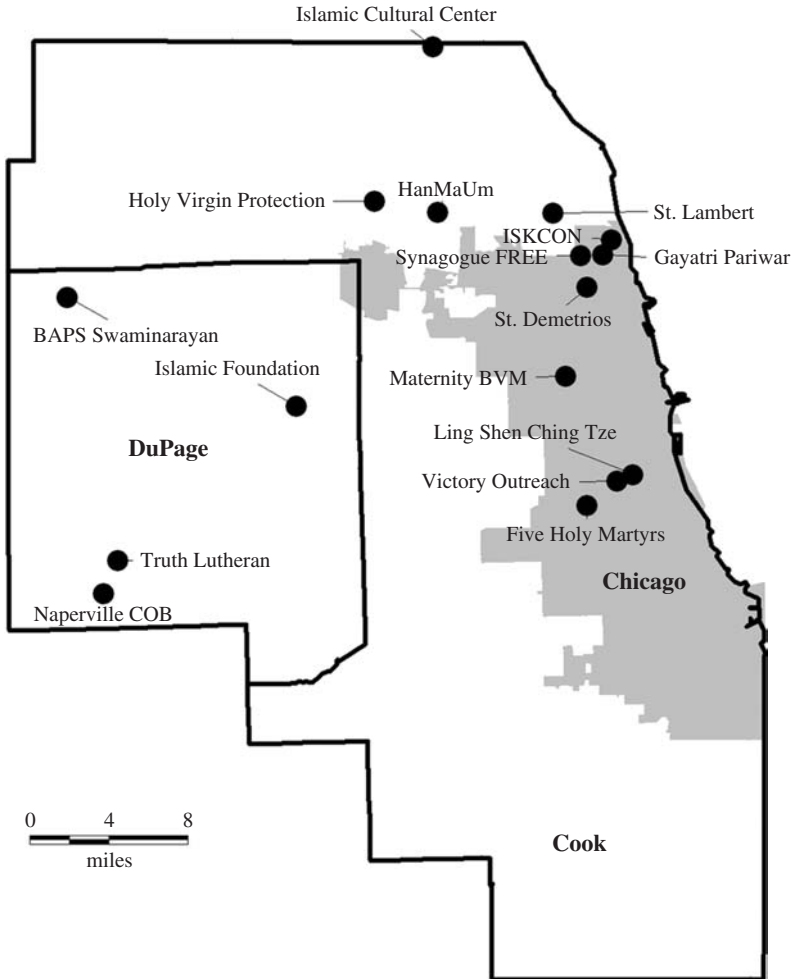 Islamic Cultural Center
Holy Virgin Protection
HanMaUm
St. Lambert
ISKCON
Synagogue FREE
Gayatri Pariwar
St. Demetrios
BAPS Swaminarayan
Islamic Foundation
Maternity BVM
DuPage
Ling Shen Ching Tze
Victory Outreach
Five Holy Martyrs
Truth Lutheran
Chicago
Naperville COB
0 4 8
miles
Cook